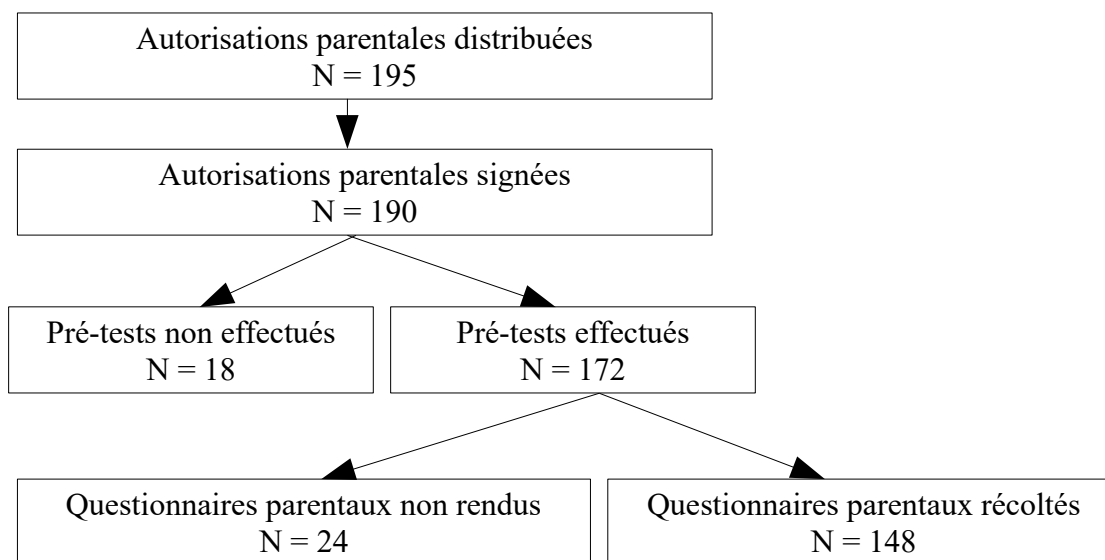 Autorisations parentales distribuées
N = 195
Autorisations parentales signées
N = 190
Pré-tests non effectués
N = 18
Pré-tests effectués
N = 172
Questionnaires parentaux non rendus
N = 24
Questionnaires parentaux récoltés
N = 148